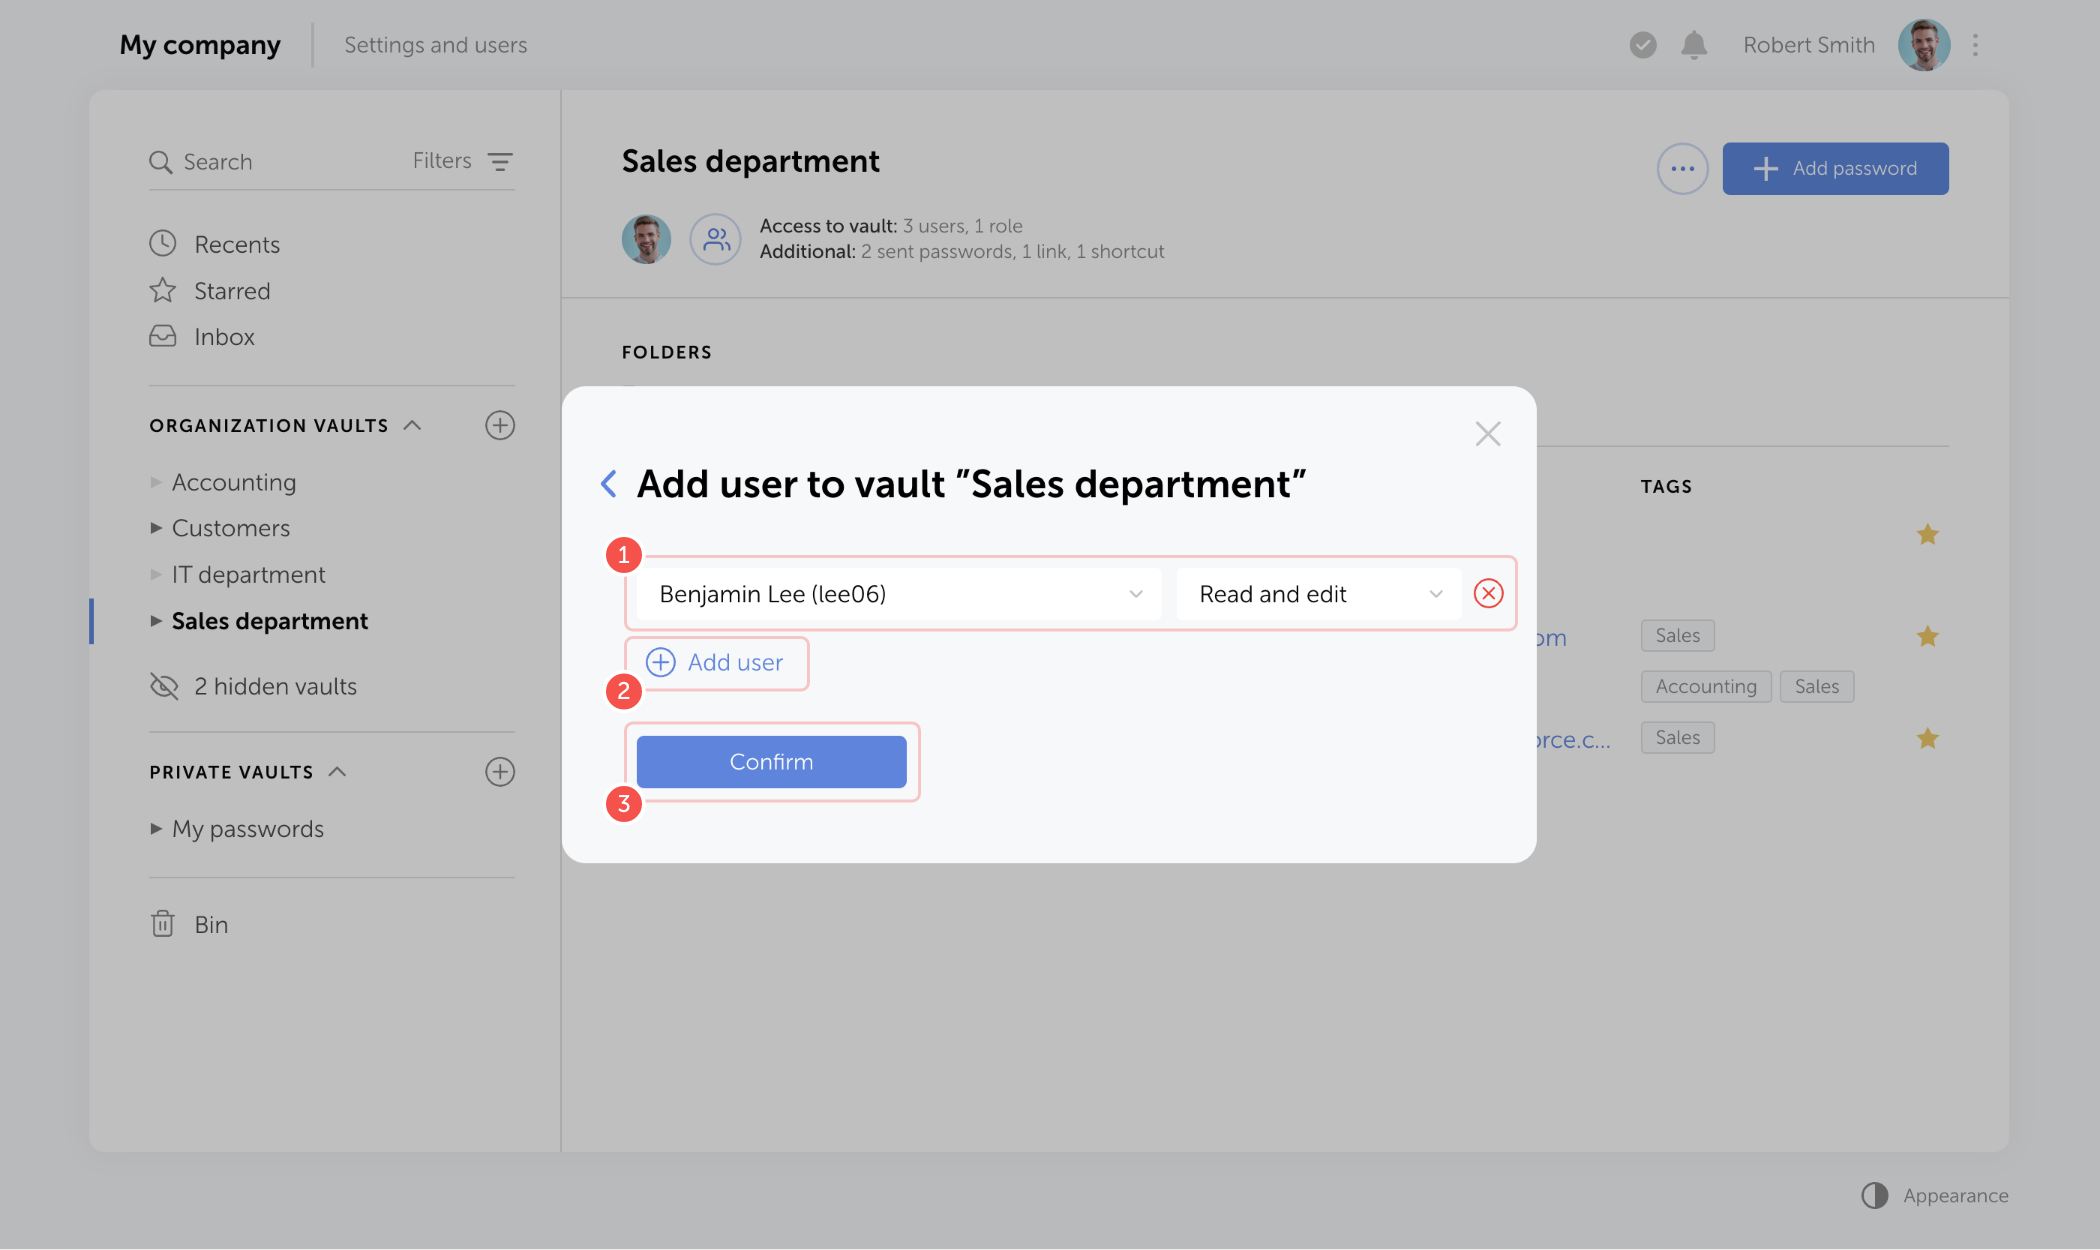 My company
Settings and users
Robert Smith
Search
Filters
Recents
Starred
Inbox
ORGANIZATION VAULTS
Accounting
Customers
IT department
Sales department
2 hidden vaults
PRIVATE VAULTS
My passwords
Bin
Sales department
Add password
Access to vault: 3 users, 1 role
Additional: 2 sent passwords, 1 link, 1 shortcut
FOLDERS
TAGS
Add user to vault ”Sales department”
1
Benjamin Lee (lee06)
Read and edit
Add user
2
Confirm
3
om
Sales
Accounting
Sales
orce.c...
Sales
Appearance